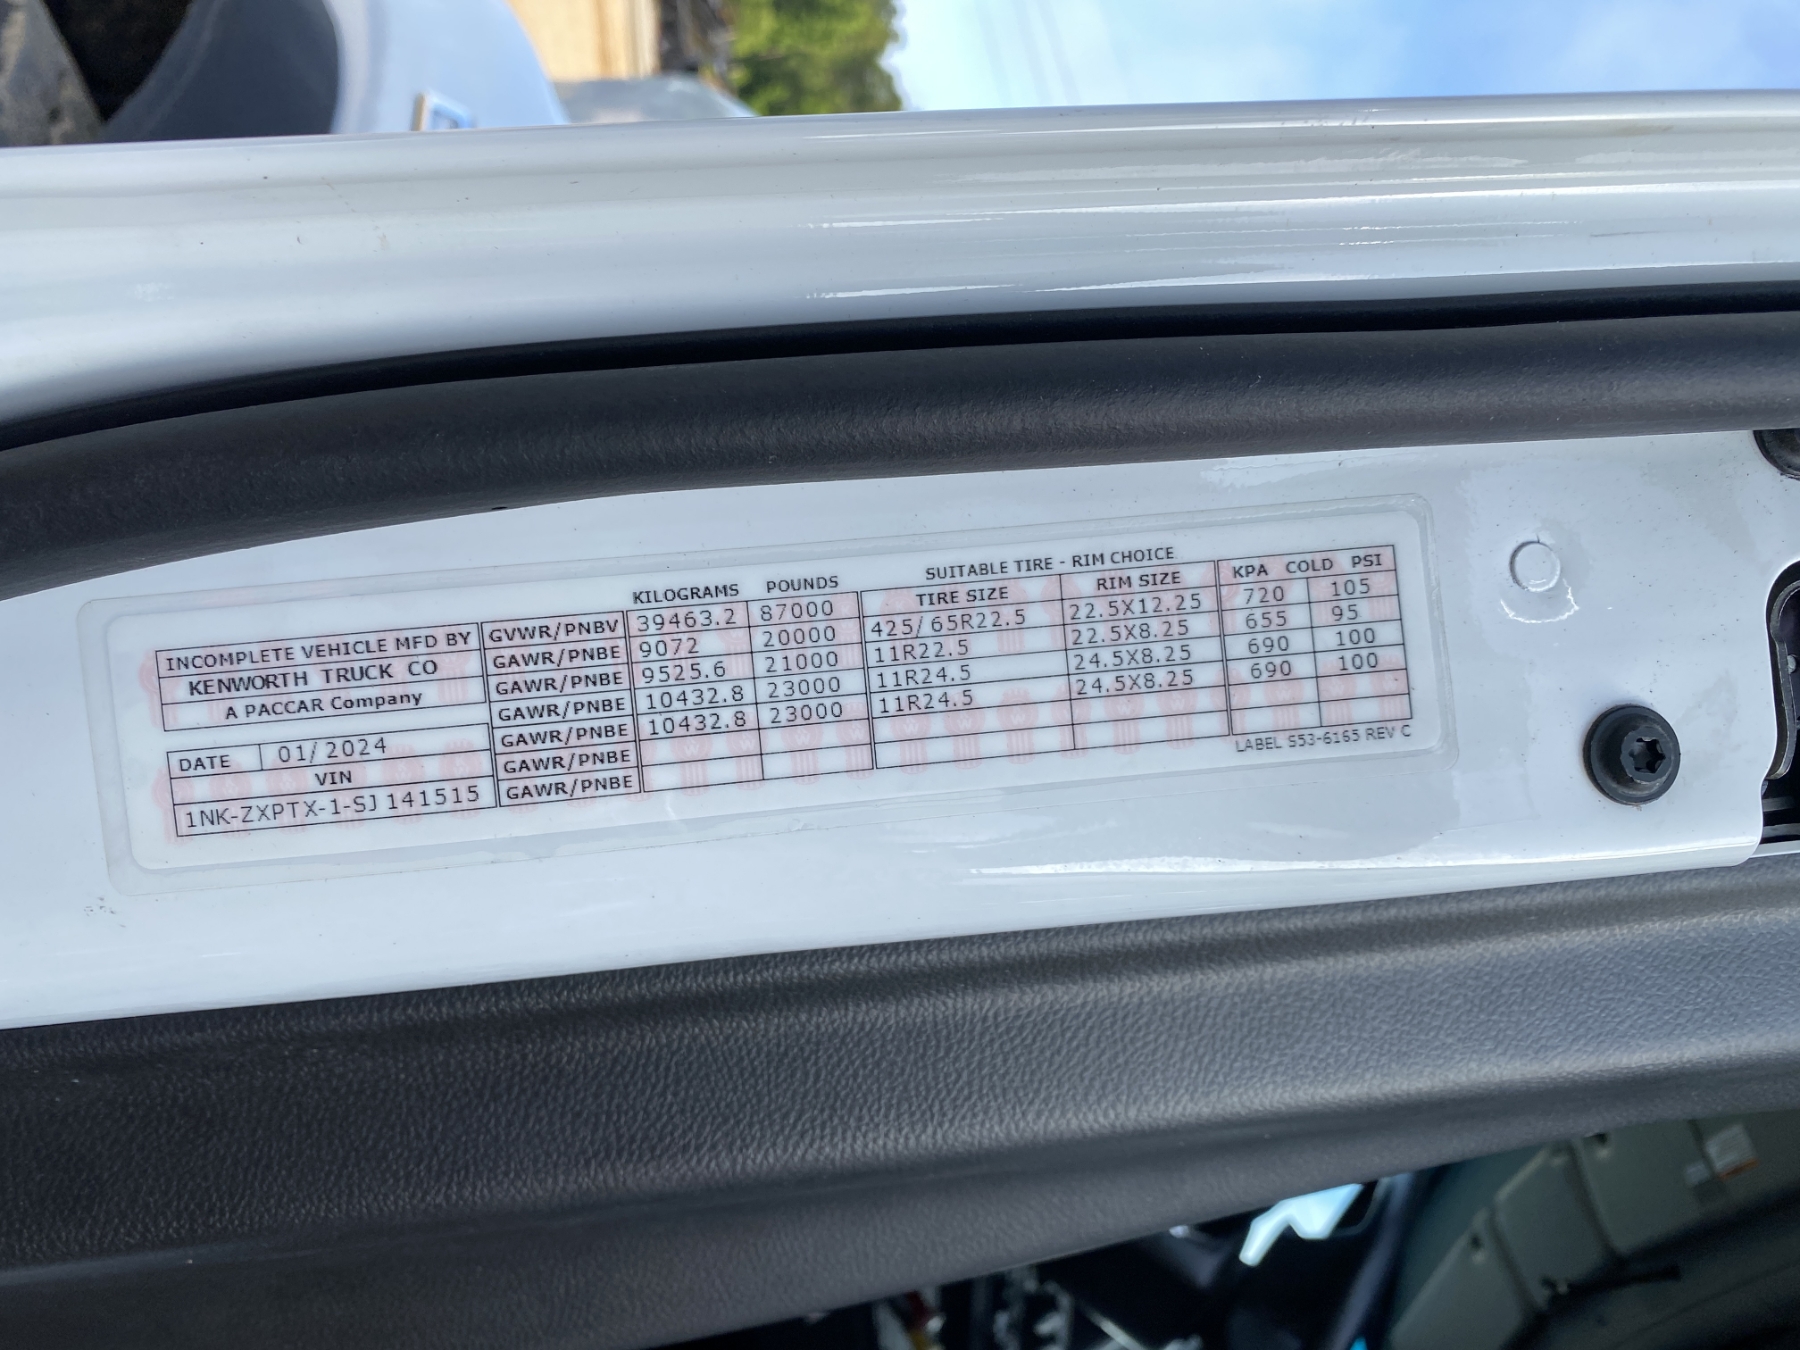 KILOGRAMS POUNDS SUITABLE TIRE - RIM CHOICE
INCOMPLETE VEHICLE MFD BY
KENWORTH TRUCK CO
A PACCAR Company
DATE 01/2024
VIN
1NK-ZXPTX-1-SJ141515
TIRE SIZE RIM SIZE KPA COLD PSI
GVWR/PNBV 39463.2 87000
GAWR/PNBE 9072 20000 425/65R22.5 22.5X12.25 720 105
GAWR/PNBE 9525.6 21000 11R22.5 22.5X8.25 655 95
GAWR/PNBE 10432.8 23000 11R24.5 24.5X8.25 690 100
GAWR/PNBE 10432.8 23000 11R24.5 24.5X8.25 690 100
GAWR/PNBE
GAWR/PNBE
LABEL S53-6165 REV C